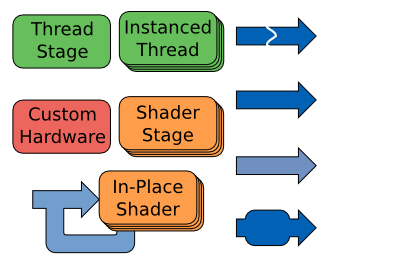 Thread
Stage
Instanced
Thread
Custom
Hardware
Shader
Stage
In-Place
Shader